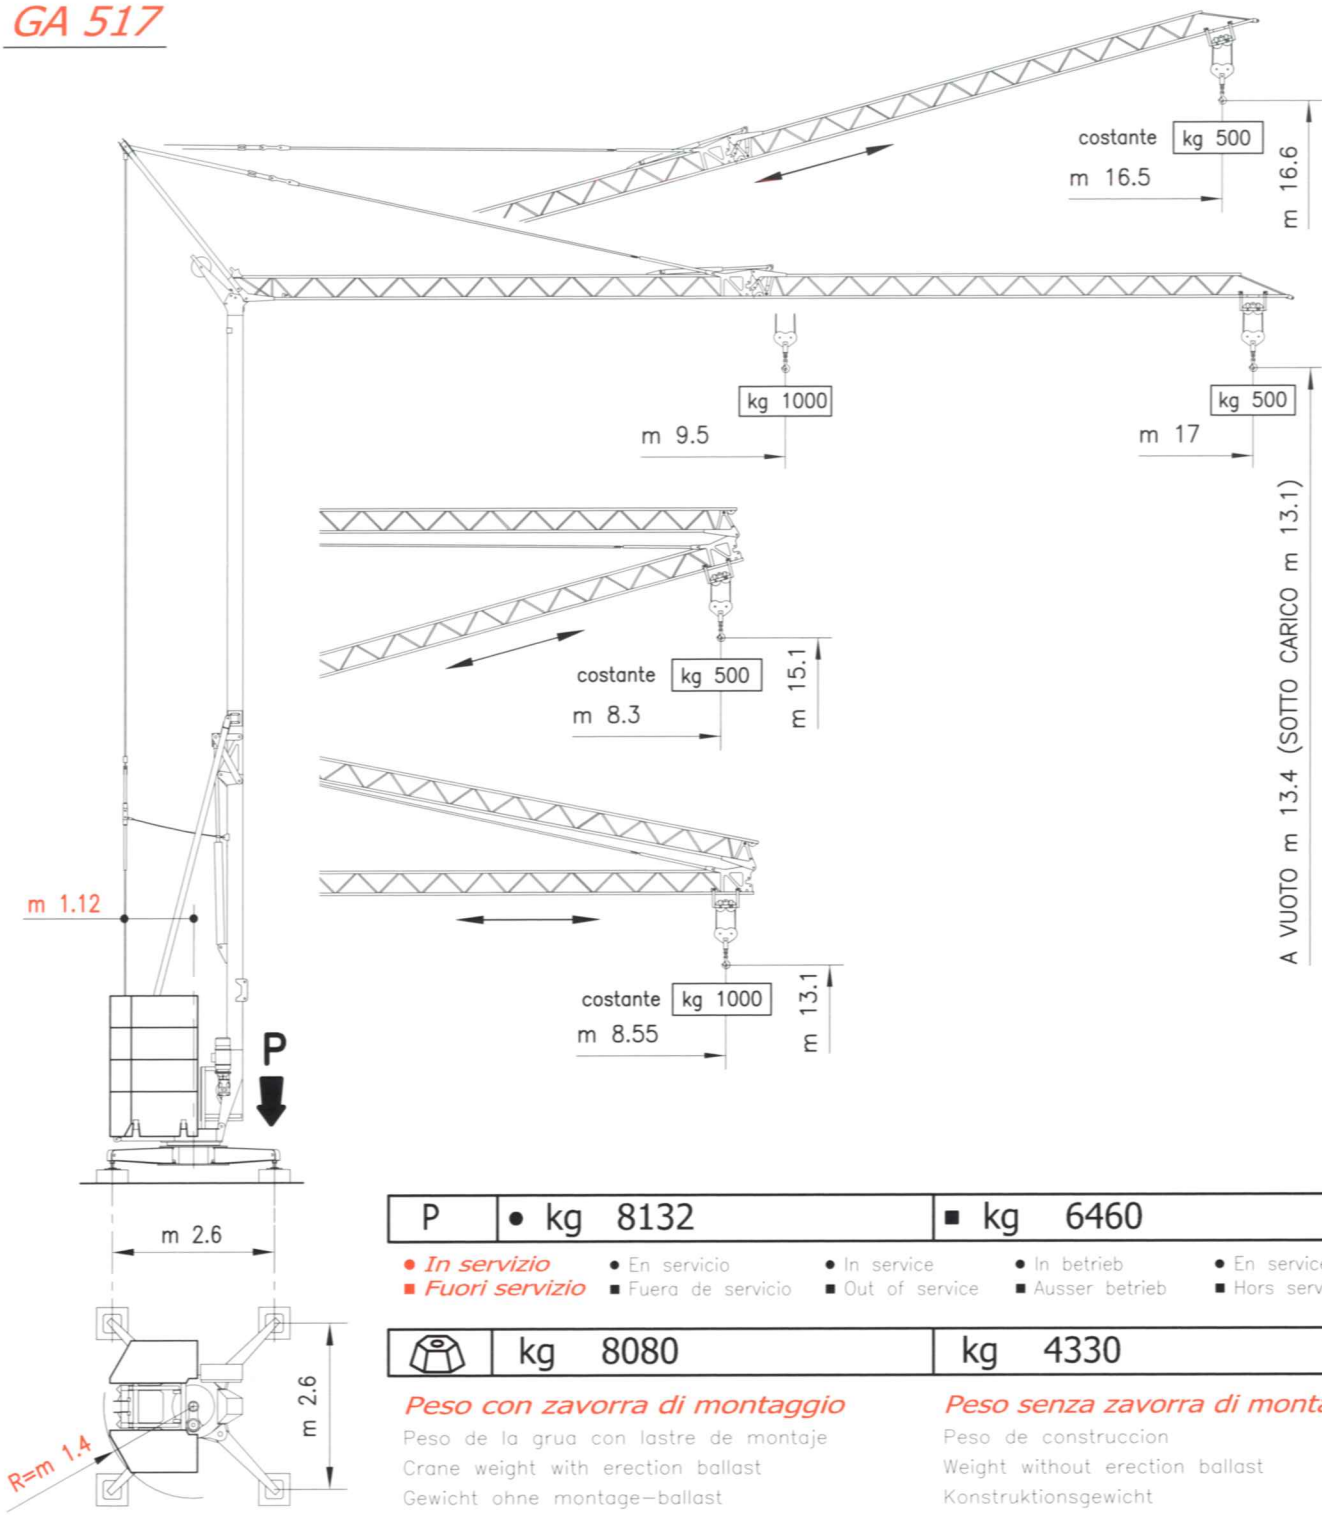 GA 517
costante kg 500
m 16.5
m 16.6
kg 1000
m 9.5
kg 500
m 17
A VUOTO m 13.4 (SOTTO CARICO m 13.1)
costante kg 500
m 8.3
m 15.1
costante kg 1000
m 8.55
m 13.1
m 1.12
P
m 2.6
m 2.6
R=m 1.4
P ● kg 8132 ■ kg 6460
● In servizio ● En servicio ● In service ● In betrieb ● En service
■ Fuori servizio ■ Fuera de servicio ■ Out of service ■ Ausser betrieb ■ Hors serv
kg 8080 kg 4330
Peso con zavorra di montaggio
Peso de la grua con lastre de montaje
Crane weight with erection ballast
Gewicht ohne montage-ballast
Peso senza zavorra di monta
Peso de construccion
Weight without erection ballast
Konstruktionsgewicht